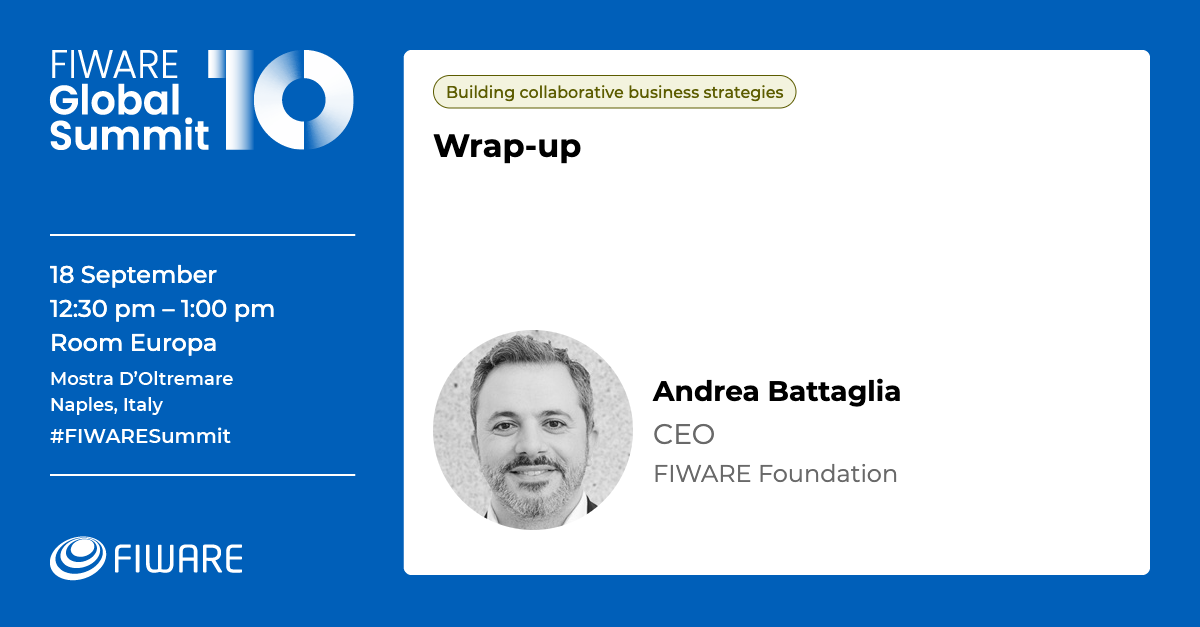 FIWARE
Global
Summit
10
18 September
12:30 pm – 1:00 pm
Room Europa
Mostra D’Oltremare
Naples, Italy
#FIWARESummit
FIWARE
Building collaborative business strategies
Wrap-up
Andrea Battaglia
CEO
FIWARE Foundation